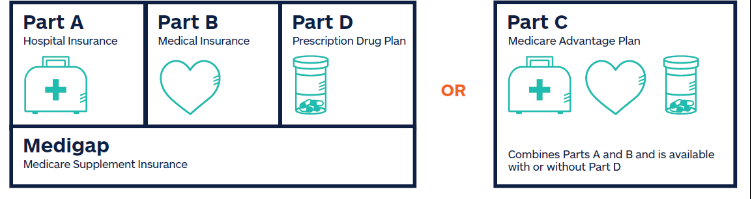 Part A
Hospital Insurance
Part B
Medical Insurance
Part D
Prescription Drug Plan
Medigap
Medicare Supplement Insurance
OR
Part C
Medicare Advantage Plan
Combines Parts A and B and is available
with or without Part D